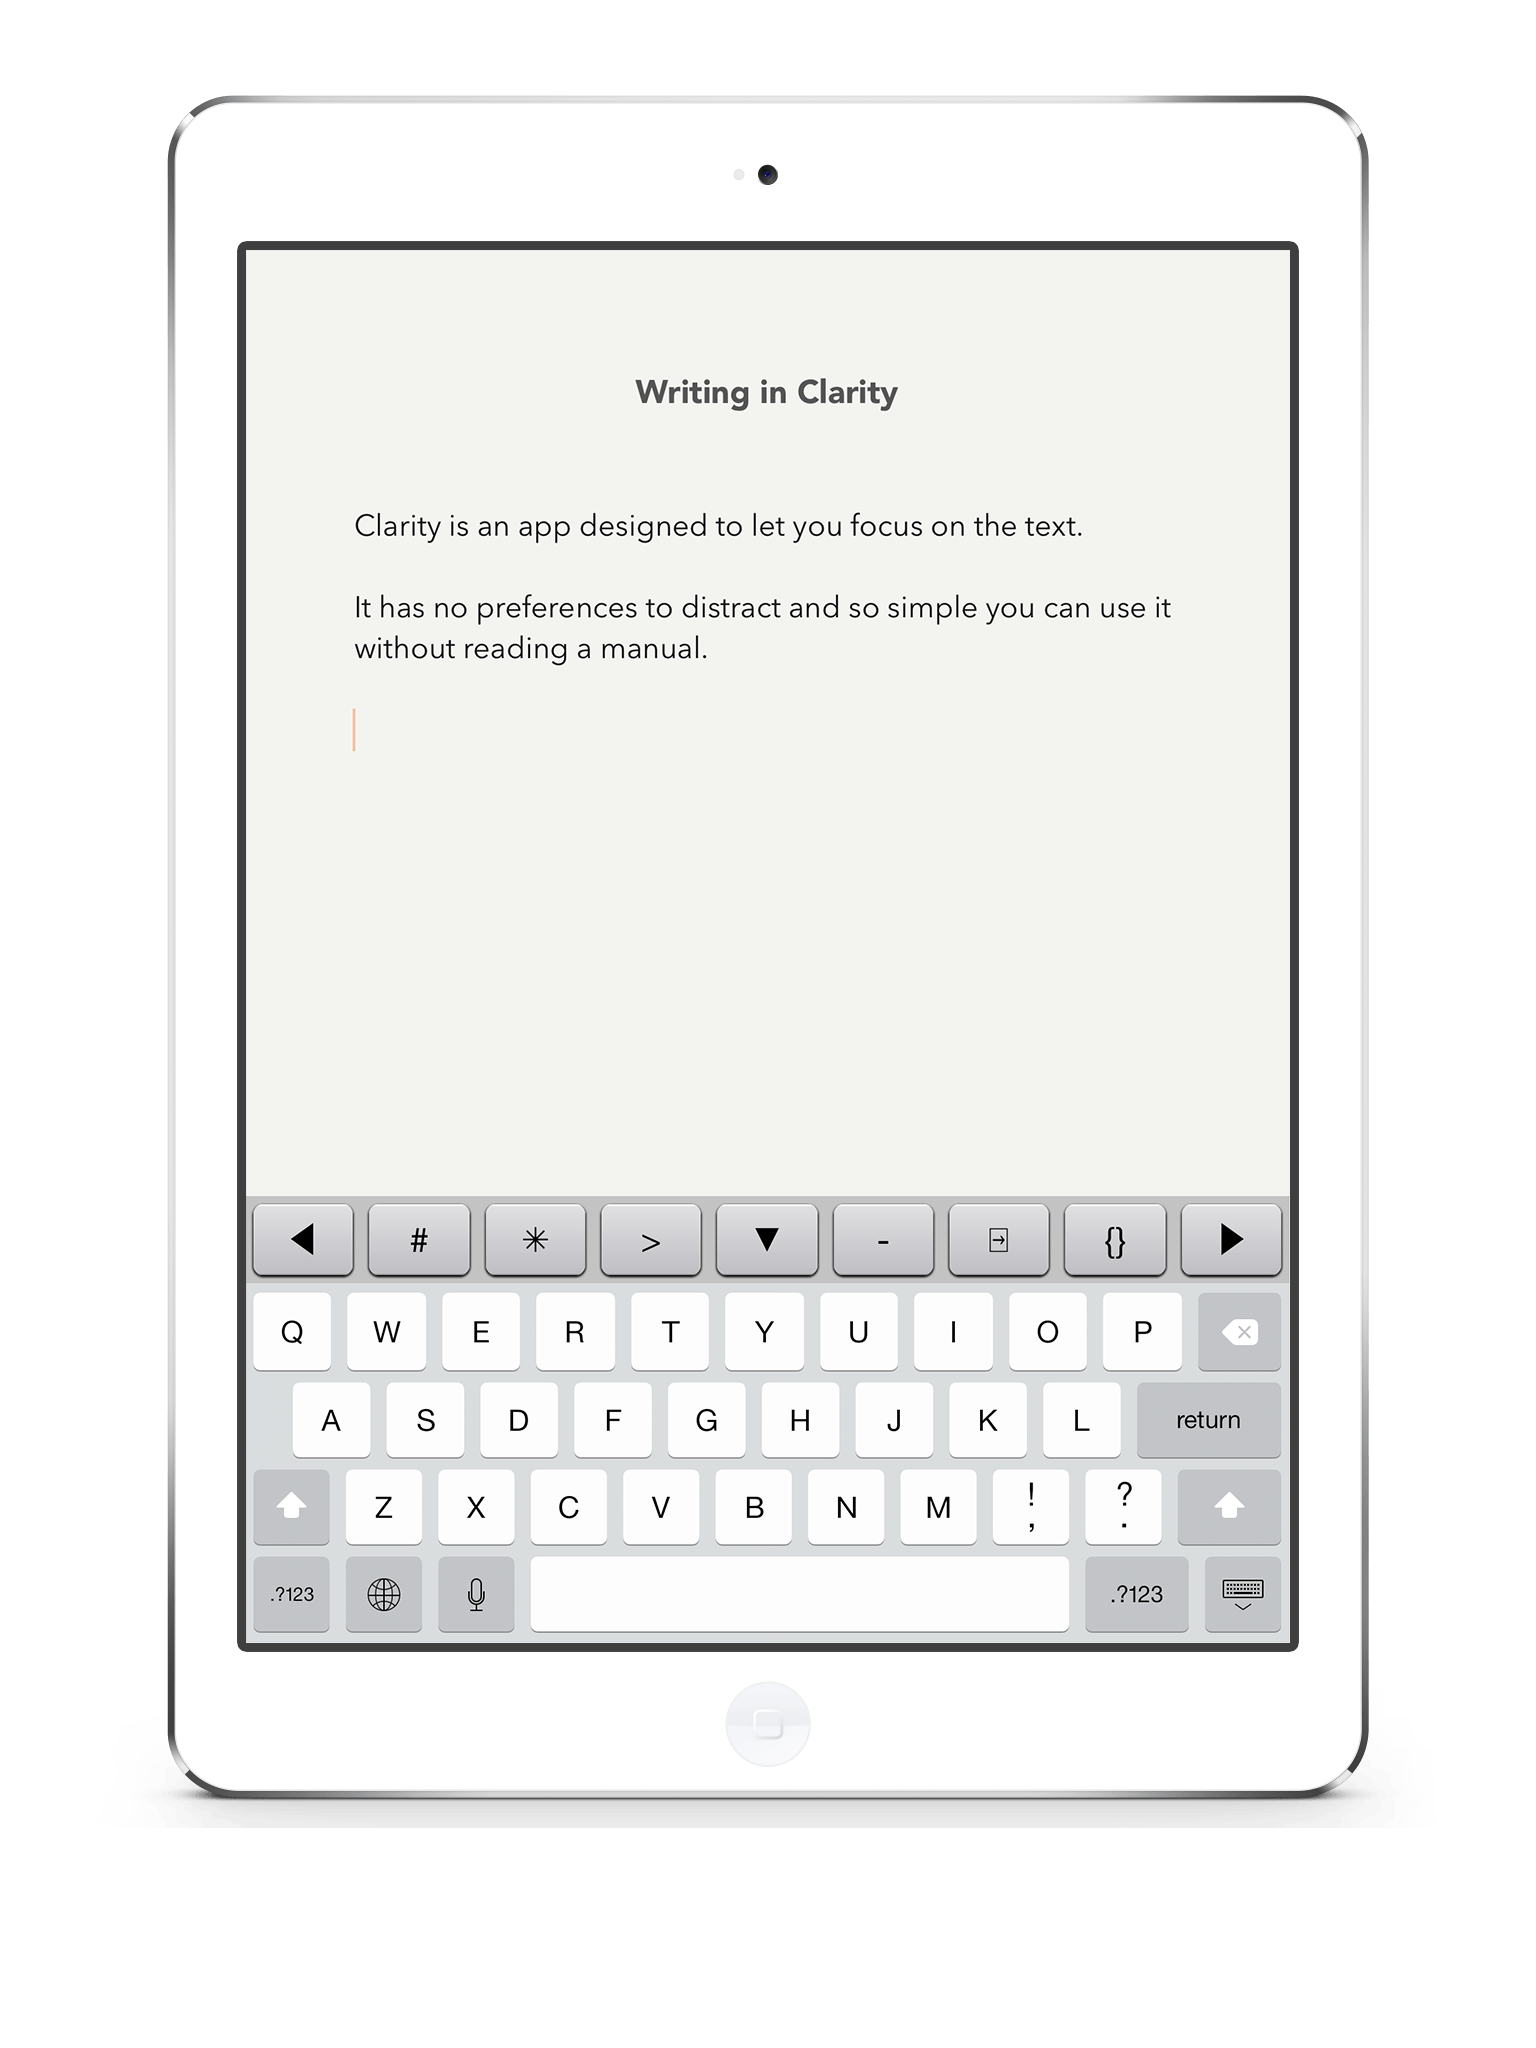 Writing in Clarity
Clarity is an app designed to let you focus on the text.
It has no preferences to distract and so simple you can use it
without reading a manual.
# * > - {}
Q W E R T Y U I O P
A S D F G H J K L return
Z X C V B N M ! , ? .
.?123 .?123